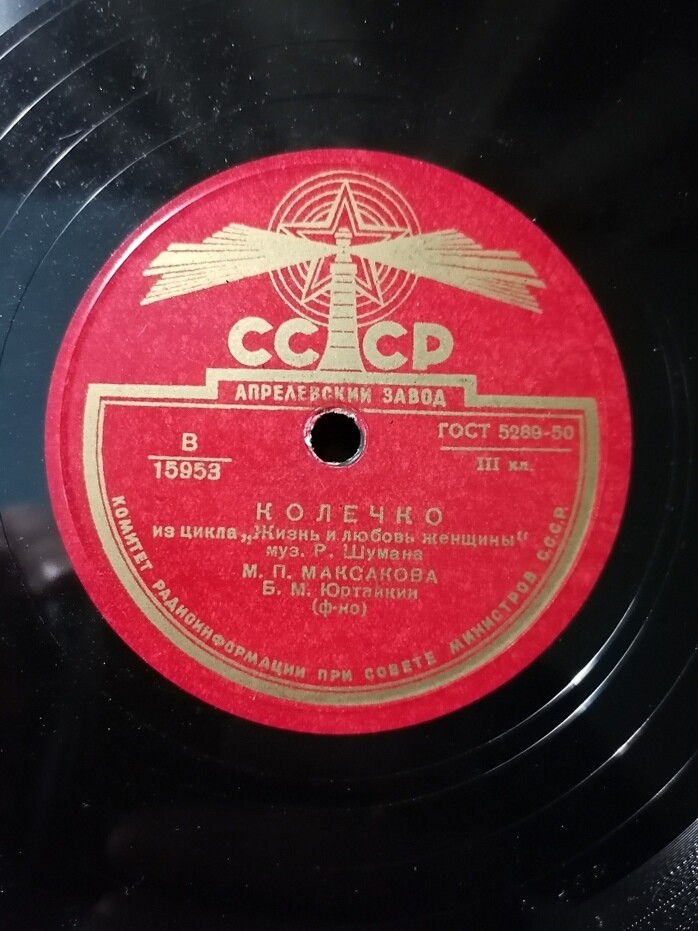 СССР
АПРЕЛЕВСКИЙ ЗАВОД
В
15953
ГОСТ 5289-50
III кл.
КОЛЕЧКО
из цикла „Жизнь и любовь женщины“
муз. Р. Шумана
М. П. МАКСАКОВА
Б. М. Юртайкин
(ф-но)
КОМИТЕТ РАДИОИНФОРМАЦИИ ПРИ СОВЕТЕ МИНИСТРОВ С.С.С.Р.